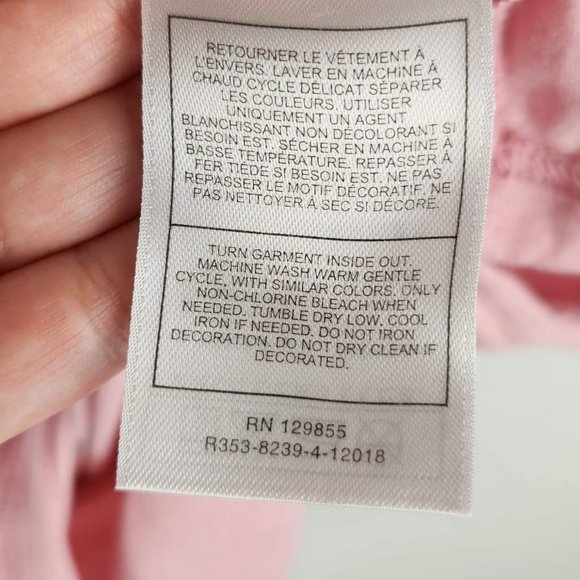 RETOURNER LE VÊTEMENT À
L'ENVERS. LAVER EN MACHINE À
CHAUD CYCLE DÉLICAT SÉPARER
LES COULEURS. UTILISER
UNIQUEMENT UN AGENT
BLANCHISSANT NON DÉCOLORANT SI
BESOIN EST. SÉCHER EN MACHINE À
BASSE TEMPÉRATURE. REPASSER À
FER TIÉDE SI BESOIN EST. NE PAS
REPASSER LE MOTIF DÉCORATIF. NE
PAS NETTOYER À SEC SI DÉCORÉ.
TURN GARMENT INSIDE OUT.
MACHINE WASH WARM GENTLE
CYCLE, WITH SIMILAR COLORS. ONLY
NON-CHLORINE BLEACH WHEN
NEEDED. TUMBLE DRY LOW. COOL
IRON IF NEEDED. DO NOT IRON
DECORATION. DO NOT DRY CLEAN IF
DECORATED.
RN 129855
R353-8239-4-12018